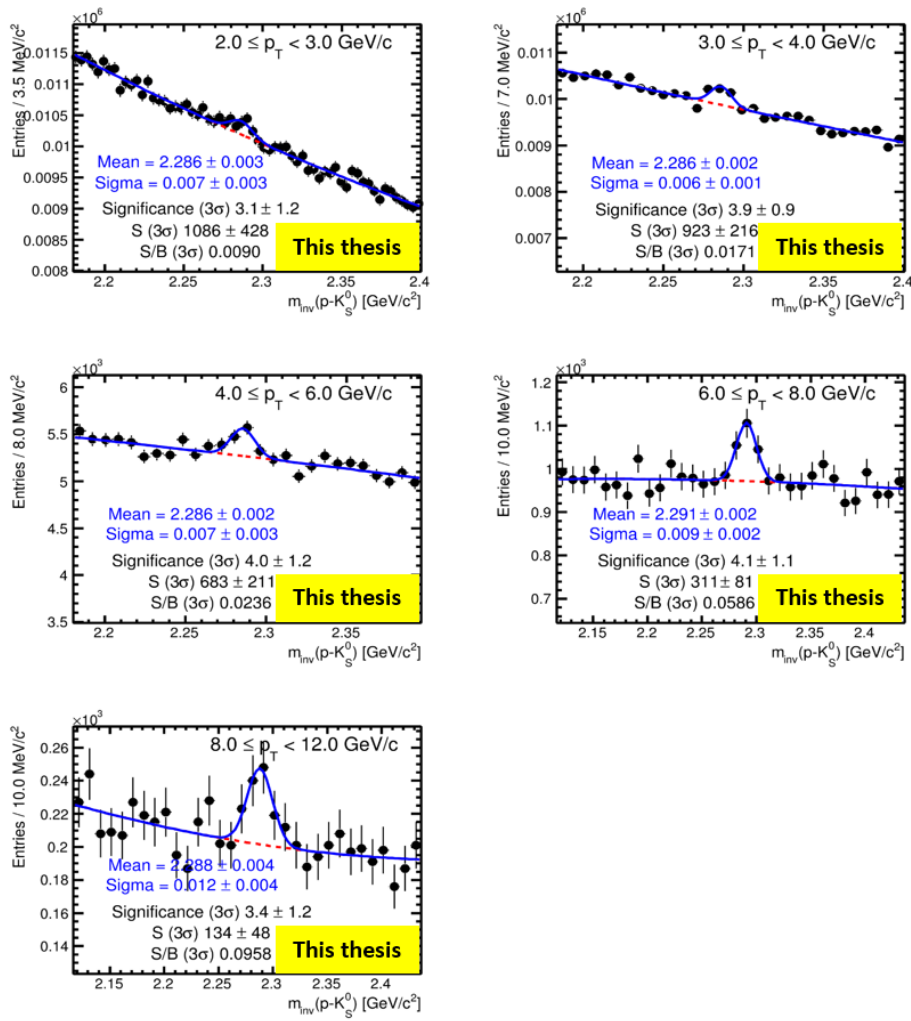 ×10⁶
2.0 ≤ p_T < 3.0 GeV/c
Entries / 3.5 MeV/c²
0.0115
0.011
0.0105
0.01
0.0095
0.009
0.0085
0.008
Mean = 2.286 ± 0.003
Sigma = 0.007 ± 0.003
Significance (3σ) 3.1 ± 1.2
S (3σ) 1086 ± 428
S/B (3σ) 0.0090
This thesis
2.2 2.25 2.3 2.35 2.4
m_inv(p-K⁰_S) [GeV/c²]
×10⁶
3.0 ≤ p_T < 4.0 GeV/c
Entries / 7.0 MeV/c²
0.011
0.01
0.009
0.008
0.007
Mean = 2.286 ± 0.002
Sigma = 0.006 ± 0.001
Significance (3σ) 3.9 ± 0.9
S (3σ) 923 ± 216
S/B (3σ) 0.0171
This thesis
2.2 2.25 2.3 2.35 2.4
m_inv(p-K⁰_S) [GeV/c²]
×10³
4.0 ≤ p_T < 6.0 GeV/c
Entries / 8.0 MeV/c²
6
5.5
5
4.5
4
3.5
Mean = 2.286 ± 0.002
Sigma = 0.007 ± 0.003
Significance (3σ) 4.0 ± 1.2
S (3σ) 683 ± 211
S/B (3σ) 0.0236
This thesis
2.2 2.25 2.3 2.35
m_inv(p-K⁰_S) [GeV/c²]
×10³
6.0 ≤ p_T < 8.0 GeV/c
Entries / 10.0 MeV/c²
1.2
1.1
1
0.9
0.8
0.7
Mean = 2.291 ± 0.002
Sigma = 0.009 ± 0.002
Significance (3σ) 4.1 ± 1.1
S (3σ) 311 ± 81
S/B (3σ) 0.0586
This thesis
2.15 2.2 2.25 2.3 2.35 2.4
m_inv(p-K⁰_S) [GeV/c²]
×10³
8.0 ≤ p_T < 12.0 GeV/c
Entries / 10.0 MeV/c²
0.26
0.24
0.22
0.2
0.18
0.16
0.14
Mean = 2.288 ± 0.004
Sigma = 0.012 ± 0.004
Significance (3σ) 3.4 ± 1.2
S (3σ) 134 ± 48
S/B (3σ) 0.0958
This thesis
2.15 2.2 2.25 2.3 2.35 2.4
m_inv(p-K⁰_S) [GeV/c²]